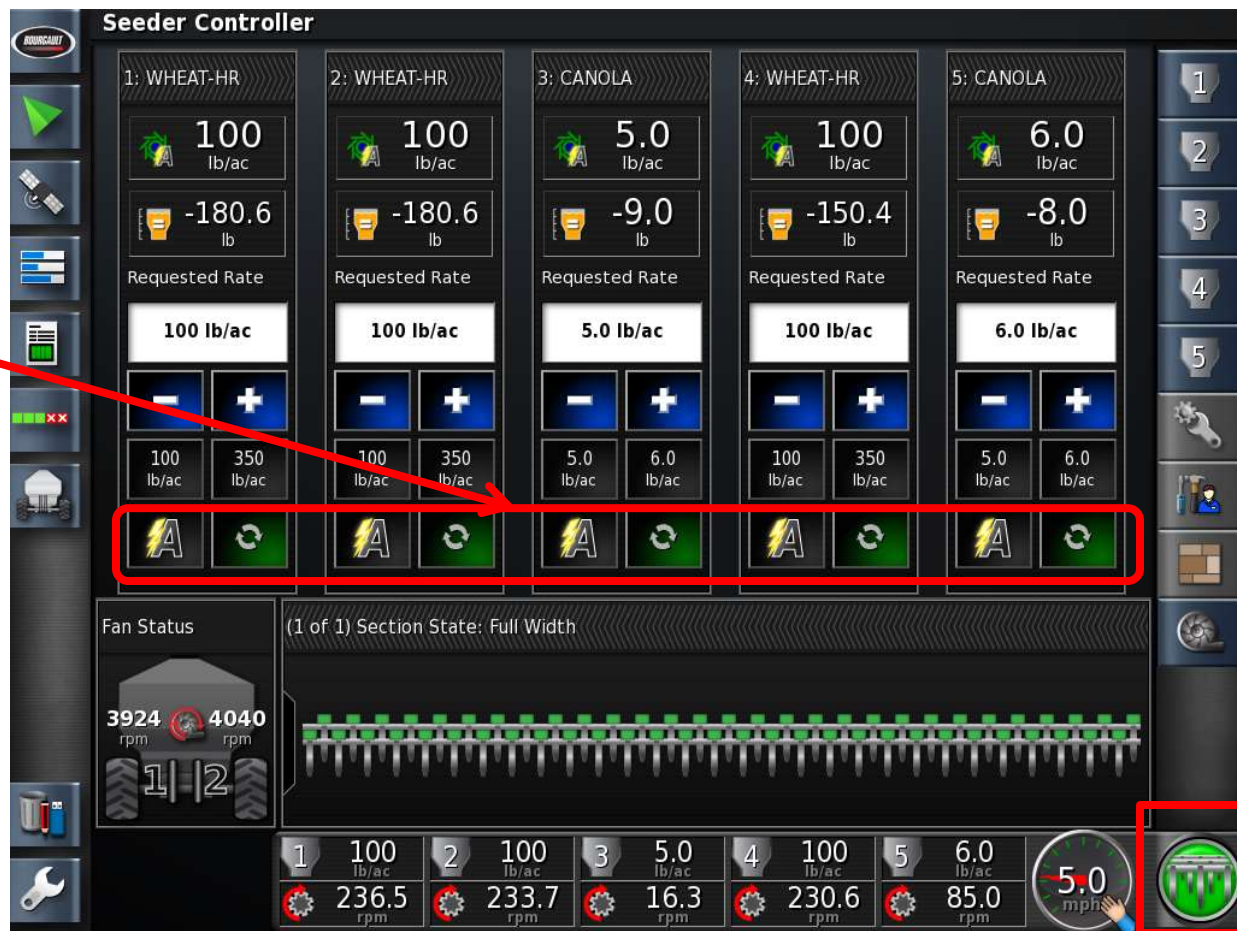 Seeder Controller
BOURGAULT
1: WHEAT-HR 2: WHEAT-HR 3: CANOLA 4: WHEAT-HR 5: CANOLA
1
100 100 5.0 100 6.0
A A A A A
lb/ac lb/ac lb/ac lb/ac lb/ac
2
-180.6 -180.6 -9.0 -150.4 -8.0
lb lb lb lb lb
3
Requested Rate Requested Rate Requested Rate Requested Rate Requested Rate
4
100 lb/ac 100 lb/ac 5.0 lb/ac 100 lb/ac 6.0 lb/ac
5
100 350 100 350 5.0 6.0 100 350 5.0 6.0
lb/ac lb/ac lb/ac lb/ac lb/ac lb/ac lb/ac lb/ac lb/ac lb/ac
A A A A A
Fan Status (1 of 1) Section State: Full Width
3924 4040
rpm rpm
1 2
1 100 2 100 3 5.0 4 100 5 6.0
lb/ac lb/ac lb/ac lb/ac lb/ac
236.5 233.7 16.3 230.6 85.0 5.0
rpm rpm rpm rpm rpm mph